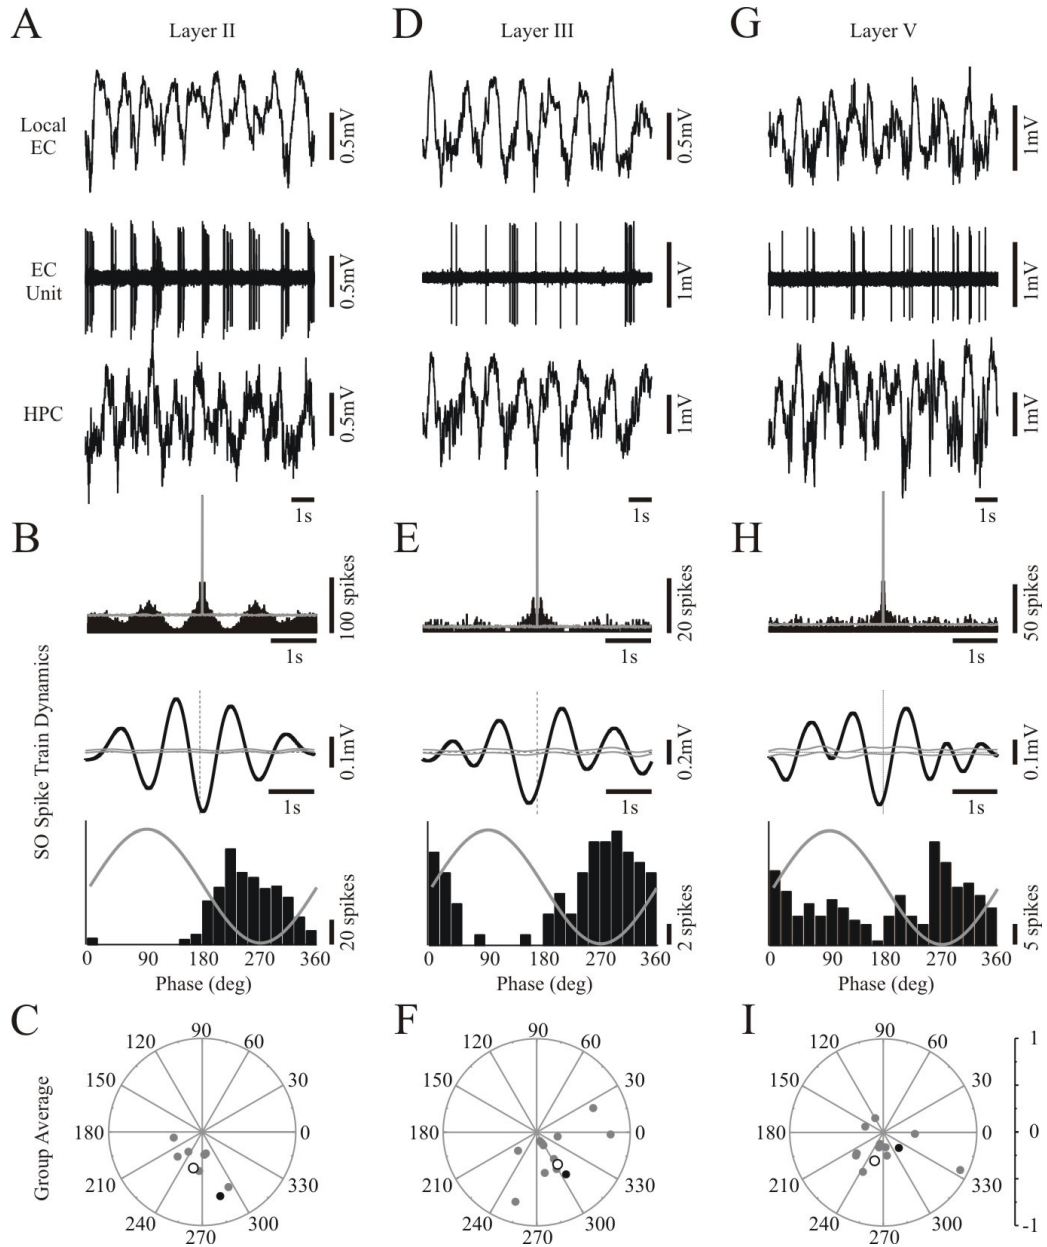 A Layer II
D Layer III
G Layer V
Local
EC
0.5mV
0.5mV
1mV
EC
Unit
0.5mV
1mV
1mV
HPC
0.5mV
1mV
1mV
1s
1s
1s
B
E
H
100 spikes
20 spikes
50 spikes
1s
1s
1s
SO Spike Train Dynamics
0.1mV
0.2mV
0.1mV
1s
1s
1s
20 spikes
2 spikes
5 spikes
0 90 180 270 360
0 90 180 270 360
0 90 180 270 360
Phase (deg)
Phase (deg)
Phase (deg)
C
F
I
Group Average
90
120 60
150 30
180 0
210 330
240 300
270
90
120 60
150 30
180 0
210 330
240 300
270
90
120 60
150 30
180 0
210 330
240 300
270
1
0
-1